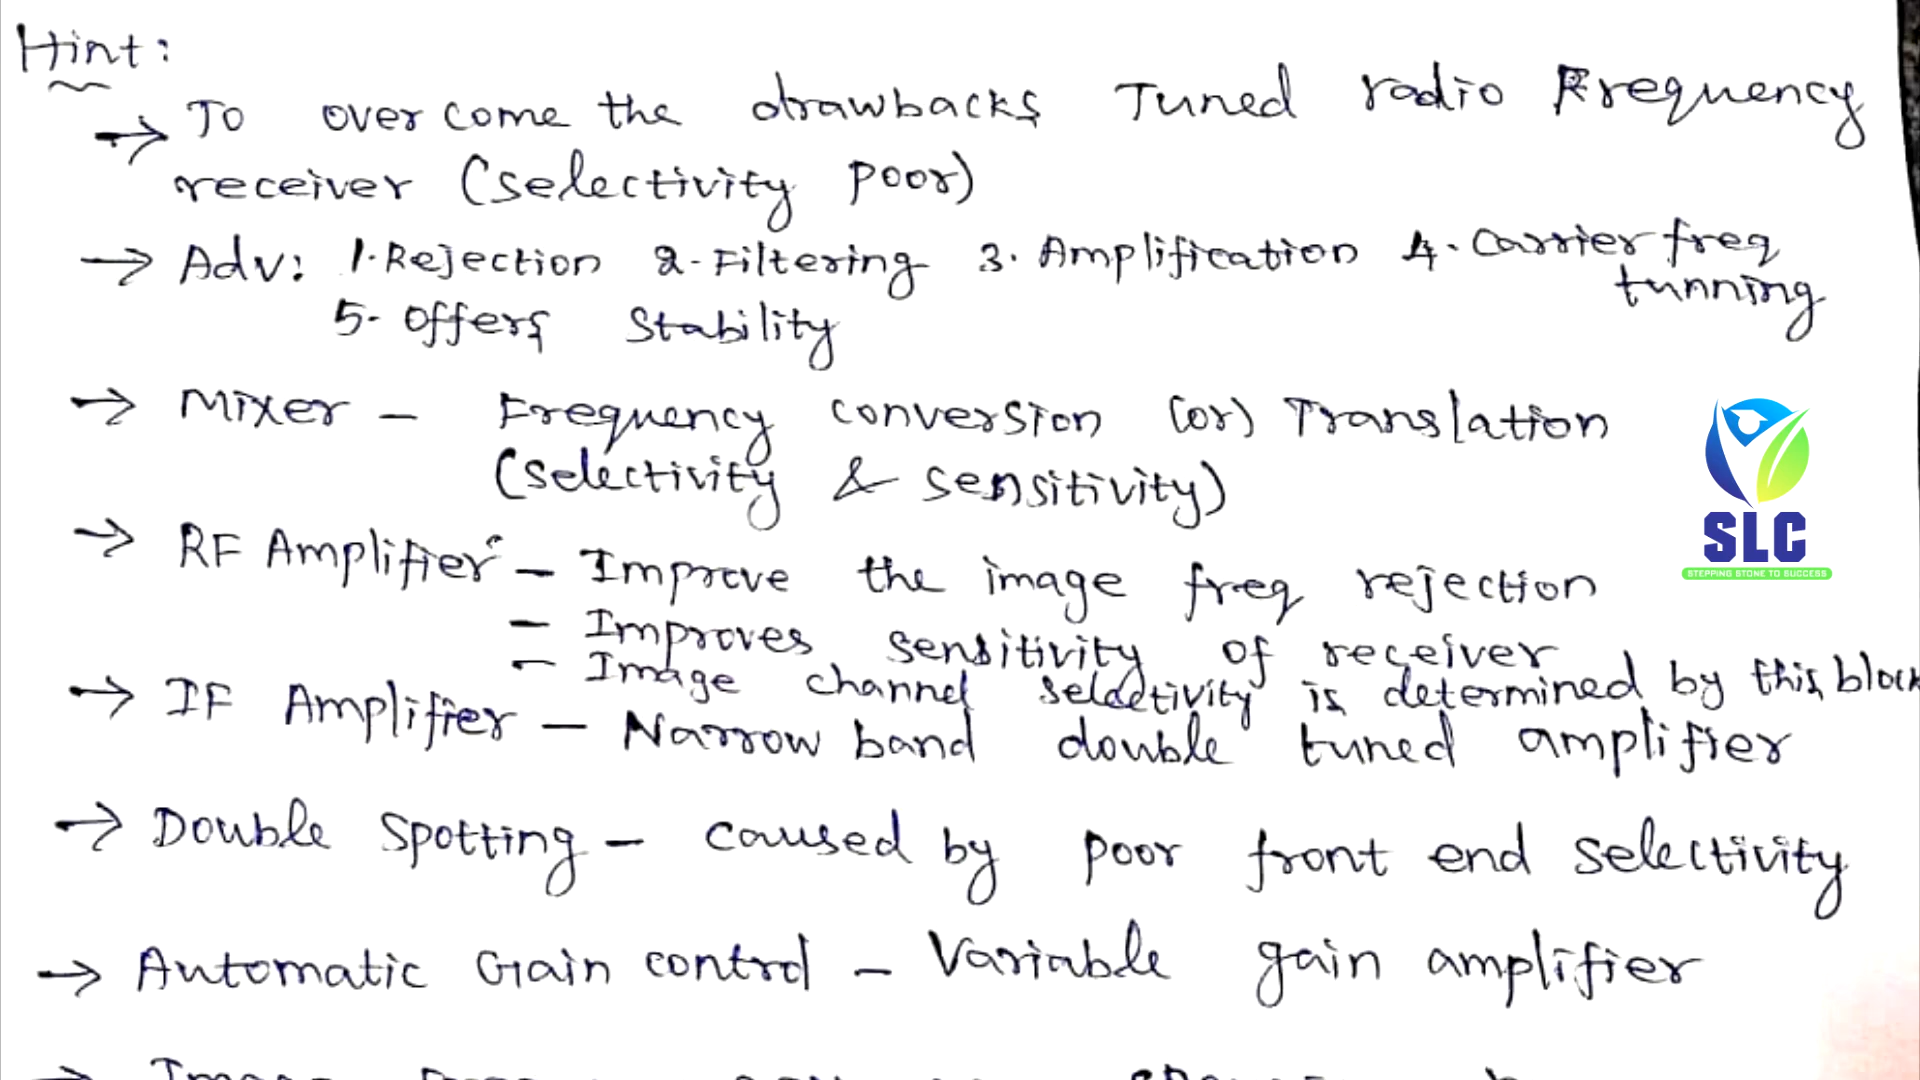 Hint:
→ To overcome the drawbacks Tuned radio Frequency
receiver (selectivity poor)
→ Adv: 1. Rejection 2. Filtering 3. Amplification 4. Carrier freq
tunning
5. Offers Stability
→ Mixer - Frequency conversion (or) Translation
(selectivity & sensitivity)
→ RF Amplifier - Improve the image freq rejection
- Improves sensitivity of receiver
- Image channel selectivity is determined by this block
→ IF Amplifier - Narrow band double tuned amplifier
→ Double Spotting - caused by poor front end selectivity
→ Automatic Gain control - Variable gain amplifier
SLC
STEPPING STONE TO SUCCESS